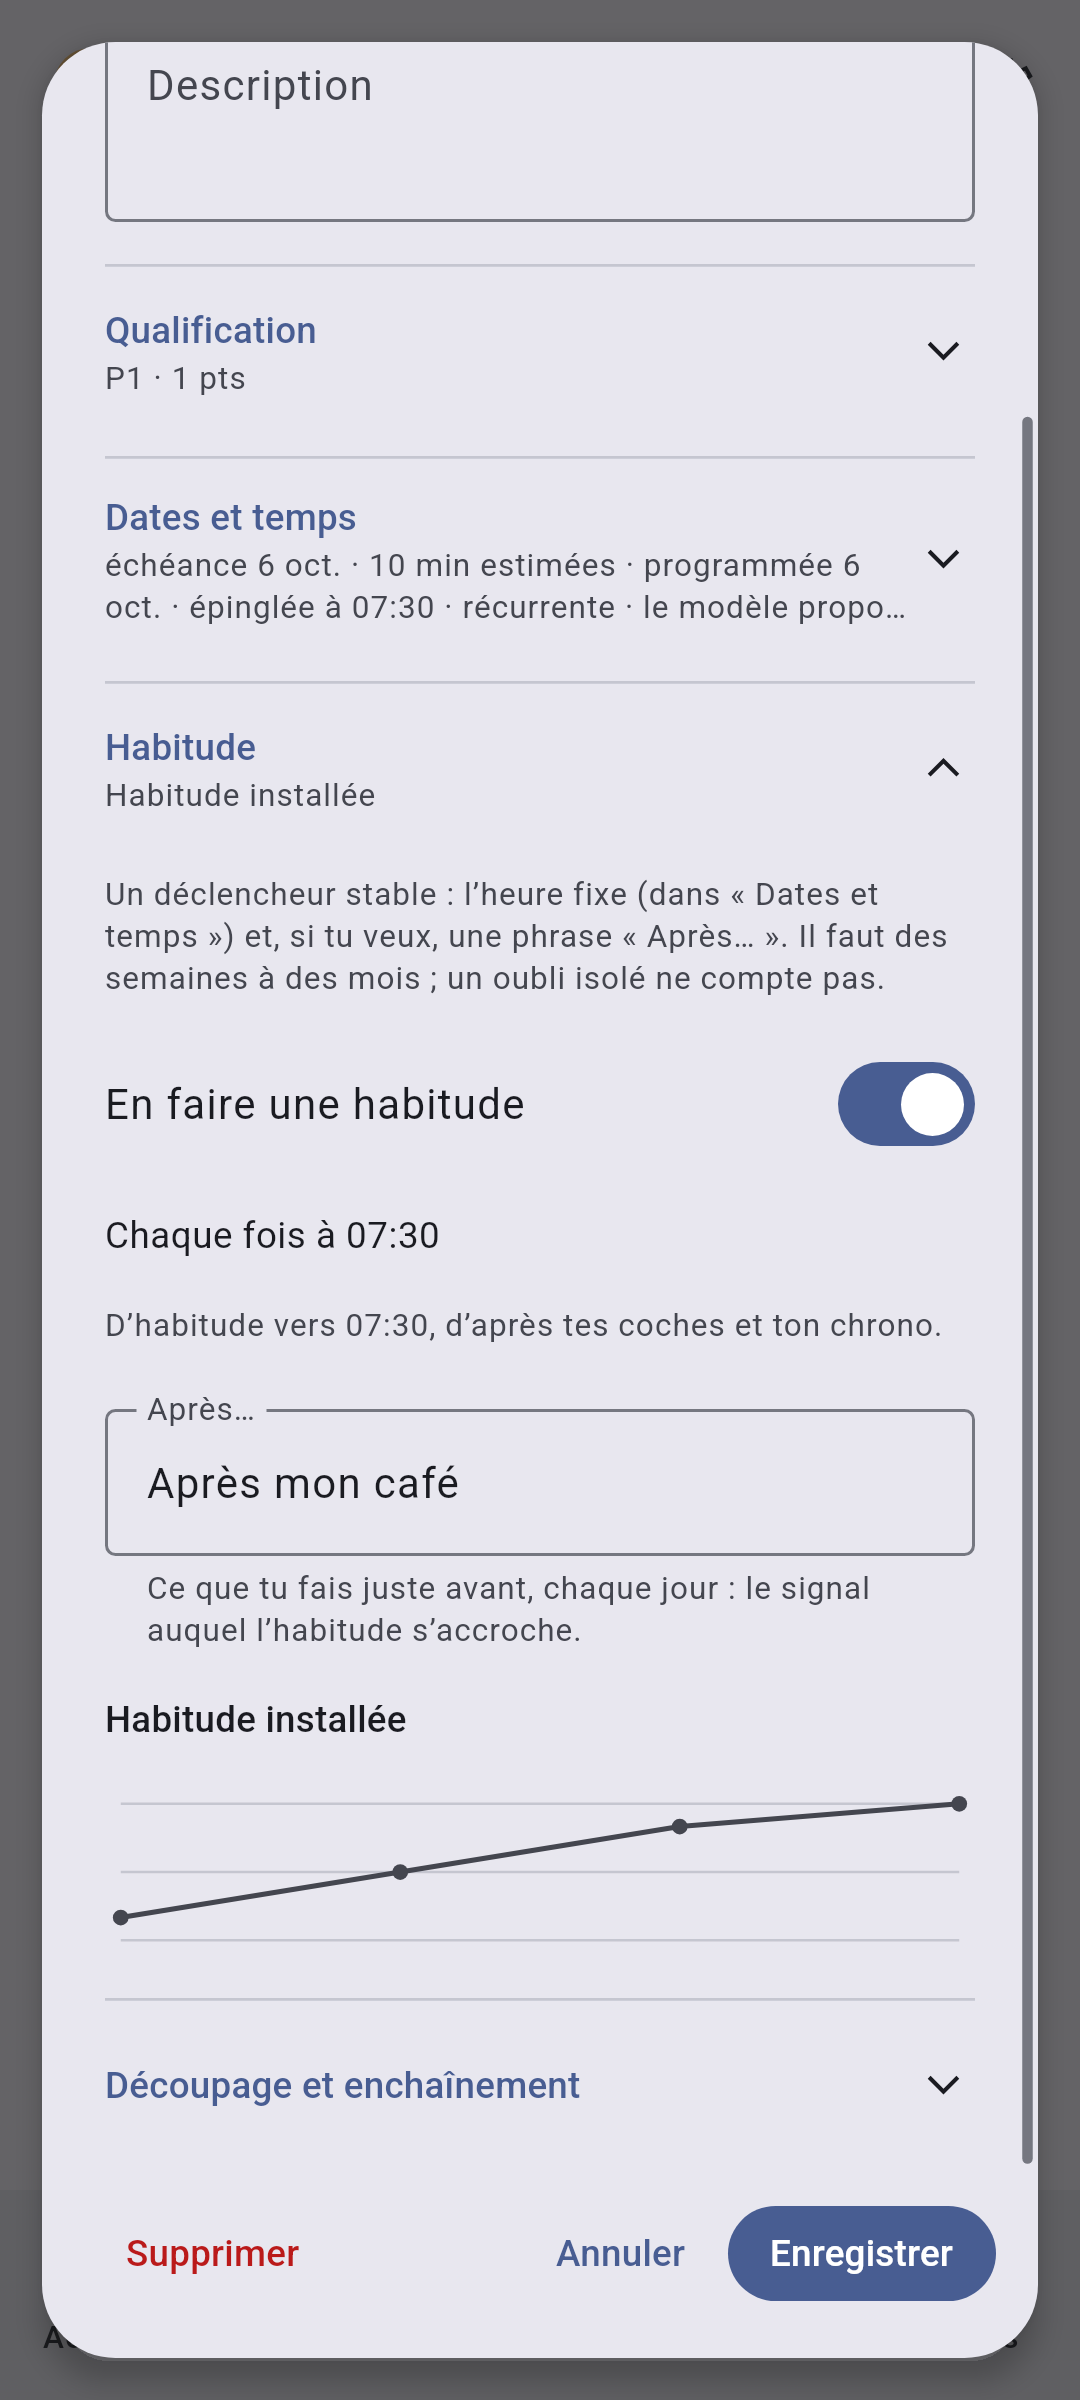 Description
Qualification
P1 · 1 pts
Dates et temps
échéance 6 oct. · 10 min estimées · programmée 6
oct. · épinglée à 07:30 · récurrente · le modèle propo…
Habitude
Habitude installée
Un déclencheur stable : l’heure fixe (dans « Dates et
temps ») et, si tu veux, une phrase « Après… ». Il faut des
semaines à des mois ; un oubli isolé ne compte pas.
En faire une habitude
Chaque fois à 07:30
D’habitude vers 07:30, d’après tes coches et ton chrono.
Après…
Après mon café
Ce que tu fais juste avant, chaque jour : le signal
auquel l’habitude s’accroche.
Habitude installée
Découpage et enchaînement
Supprimer
Annuler
Enregistrer